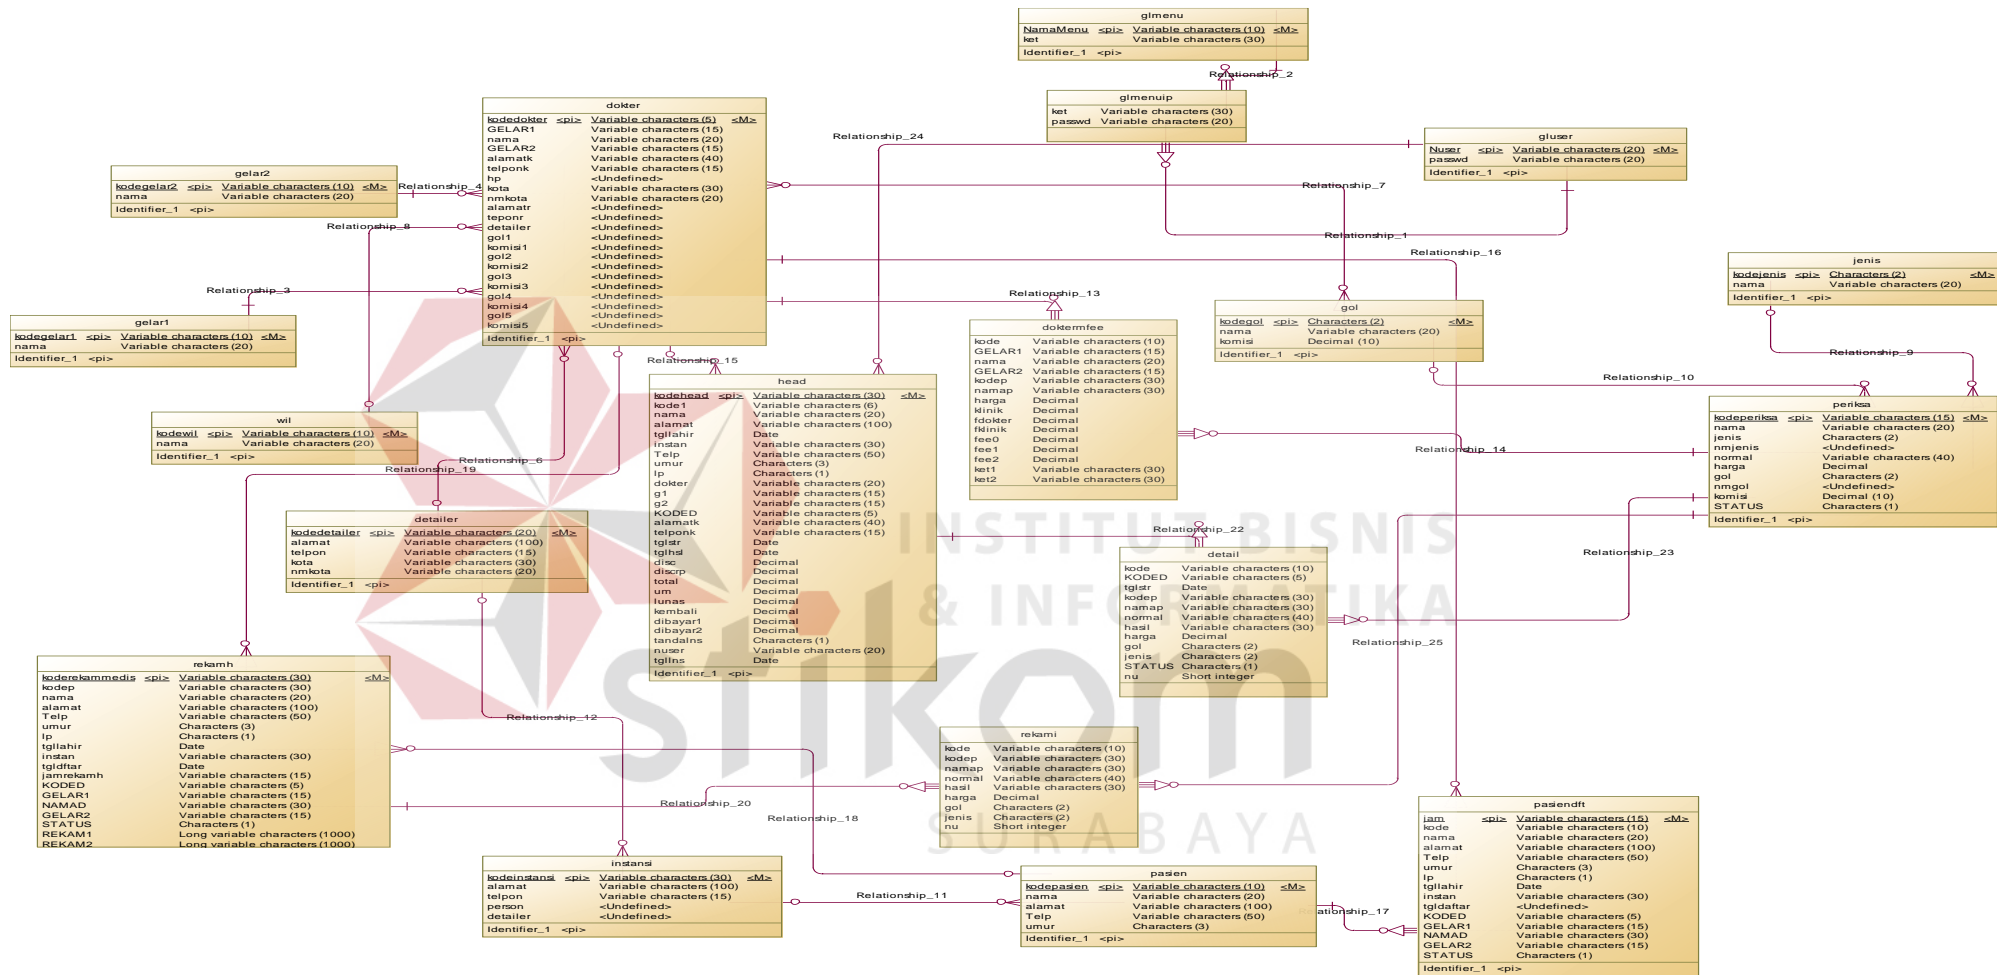 glmenu
NamaMenu <pi> Variable characters (10) <M>
ket Variable characters (30)
Identifier_1 <pi>
Relationship_2
glmenuip
ket Variable characters (30)
passwd Variable characters (20)
dokter
kodedokter <pi> Variable characters (5) <M>
GELAR1 Variable characters (15)
nama Variable characters (20)
GELAR2 Variable characters (15)
alamatk Variable characters (40)
telponk Variable characters (15)
hp <Undefined>
kota Variable characters (30)
nmkota Variable characters (20)
alamatr <Undefined>
teponr <Undefined>
detailer <Undefined>
gol1 <Undefined>
komisi1 <Undefined>
gol2 <Undefined>
komisi2 <Undefined>
gol3 <Undefined>
komisi3 <Undefined>
gol4 <Undefined>
komisi4 <Undefined>
gol5 <Undefined>
komisi5 <Undefined>
Identifier_1 <pi>
Relationship_24
gluser
Nuser <pi> Variable characters (20) <M>
passwd Variable characters (20)
Identifier_1 <pi>
gelar2
kodegelar2 <pi> Variable characters (10) <M>
nama Variable characters (20)
Identifier_1 <pi>
Relationship_4
Relationship_7
Relationship_8
Relationship_1
Relationship_16
jenis
kodejenis <pi> Characters (2) <M>
nama Variable characters (20)
Identifier_1 <pi>
Relationship_3
Relationship_13
gelar1
kodegelar1 <pi> Variable characters (10) <M>
nama Variable characters (20)
Identifier_1 <pi>
gol
kodegol <pi> Characters (2) <M>
nama Variable characters (20)
komisi Decimal (10)
Identifier_1 <pi>
doktermfee
kode Variable characters (10)
GELAR1 Variable characters (15)
nama Variable characters (20)
GELAR2 Variable characters (15)
kodep Variable characters (30)
namap Variable characters (30)
harga Decimal
klinik Decimal
fdokter Decimal
fklinik Decimal
fee0 Decimal
fee1 Decimal
fee2 Decimal
ket1 Variable characters (30)
ket2 Variable characters (30)
Relationship_15
Relationship_9
Relationship_10
head
kodehead <pi> Variable characters (30) <M>
kode1 Variable characters (6)
nama Variable characters (20)
alamat Variable characters (100)
tgllahir Date
instan Variable characters (30)
Telp Variable characters (50)
umur Characters (3)
lp Characters (1)
dokter Variable characters (20)
g1 Variable characters (15)
g2 Variable characters (15)
KODED Variable characters (5)
alamatk Variable characters (40)
telponk Variable characters (15)
tglstr Date
tglhsl Date
disc Decimal
discrp Decimal
total Decimal
um Decimal
lunas Decimal
kembali Decimal
dibayar1 Decimal
dibayar2 Decimal
tandalns Characters (1)
nuser Variable characters (20)
tgllns Date
Identifier_1 <pi>
periksa
kodeperiksa <pi> Variable characters (15) <M>
nama Variable characters (20)
jenis Characters (2)
nmjenis <Undefined>
normal Variable characters (40)
harga Decimal
gol Characters (2)
nmgol <Undefined>
komisi Decimal (10)
STATUS Characters (1)
Identifier_1 <pi>
wil
kodewil <pi> Variable characters (10) <M>
nama Variable characters (20)
Identifier_1 <pi>
Relationship_6
Relationship_19
Relationship_14
detailer
kodedetailer <pi> Variable characters (20) <M>
alamat Variable characters (100)
telpon Variable characters (15)
kota Variable characters (30)
nmkota Variable characters (20)
Identifier_1 <pi>
INSTITUT BISNIS
& INFORMATIKA
stikom
SURABAYA
Relationship_22
Relationship_23
detail
kode Variable characters (10)
KODED Variable characters (5)
tglstr Date
kodep Variable characters (30)
namap Variable characters (30)
normal Variable characters (40)
hasil Variable characters (30)
harga Decimal
gol Characters (2)
jenis Characters (2)
STATUS Characters (1)
nu Short integer
Relationship_25
rekamh
koderekammedis <pi> Variable characters (30) <M>
kodep Variable characters (30)
nama Variable characters (20)
alamat Variable characters (100)
Telp Variable characters (50)
umur Characters (3)
lp Characters (1)
tgllahir Date
instan Variable characters (30)
tgldftar Date
jamrekamh Variable characters (15)
KODED Variable characters (5)
GELAR1 Variable characters (15)
NAMAD Variable characters (30)
GELAR2 Variable characters (15)
STATUS Characters (1)
REKAM1 Long variable characters (1000)
REKAM2 Long variable characters (1000)
Relationship_12
rekami
kode Variable characters (10)
kodep Variable characters (30)
namap Variable characters (30)
normal Variable characters (40)
hasil Variable characters (30)
harga Decimal
gol Characters (2)
jenis Characters (2)
nu Short integer
Relationship_20
Relationship_18
pasiendft
jam <pi> Variable characters (15) <M>
kode Variable characters (10)
nama Variable characters (20)
alamat Variable characters (100)
Telp Variable characters (50)
umur Characters (3)
lp Characters (1)
tgllahir Date
instan Variable characters (30)
tgldaftar <Undefined>
KODED Variable characters (5)
GELAR1 Variable characters (15)
NAMAD Variable characters (30)
GELAR2 Variable characters (15)
STATUS Characters (1)
Identifier_1 <pi>
instansi
kodeinstansi <pi> Variable characters (30) <M>
alamat Variable characters (100)
telpon Variable characters (15)
person <Undefined>
detailer <Undefined>
Identifier_1 <pi>
Relationship_11
pasien
kodepasien <pi> Variable characters (10) <M>
nama Variable characters (20)
alamat Variable characters (100)
Telp Variable characters (50)
umur Characters (3)
Identifier_1 <pi>
Relationship_17